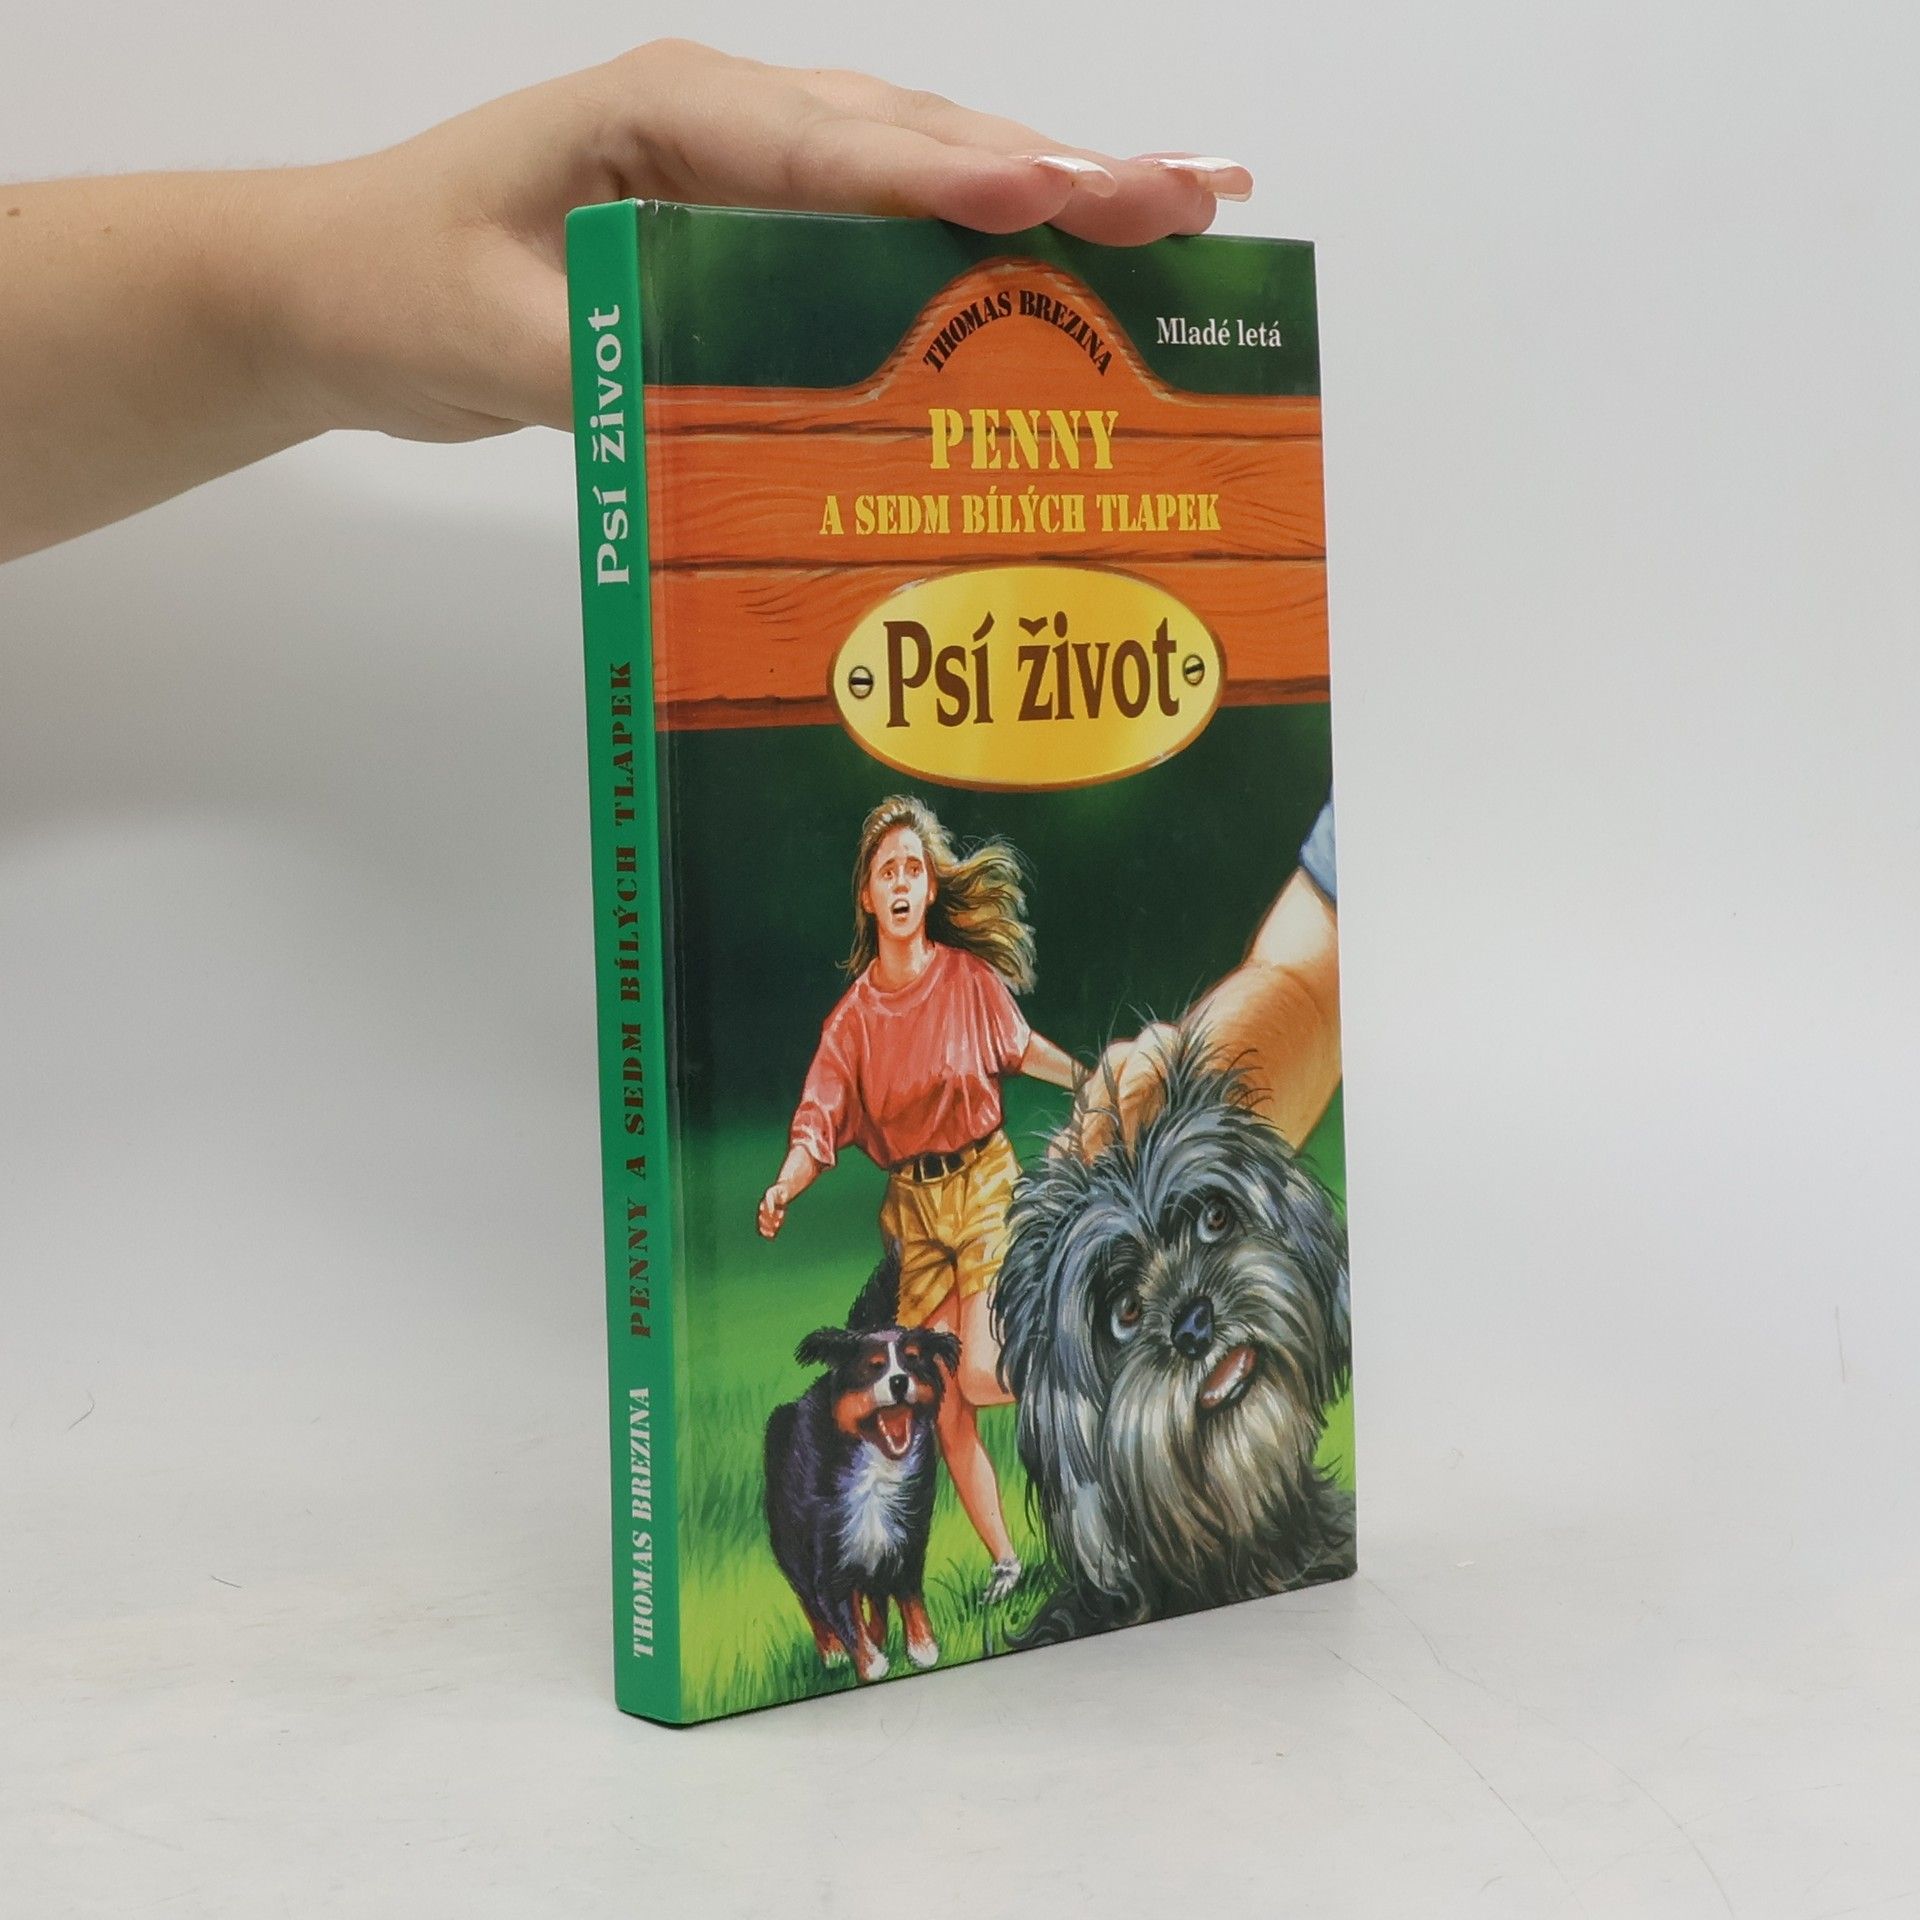 THOMAS BREZINA
Mladé letá
PENNY
A SEDM BÍLÝCH TLAPEK
Psí život
THOMAS BREZINA PENNY A SEDM BÍLÝCH TLAPEK Psí život